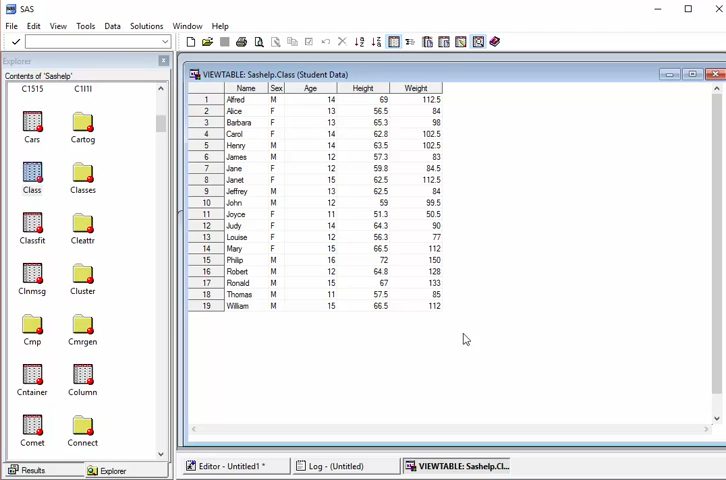 SAS
File Edit View Tools Data Solutions Window Help
Explorer
Contents of 'Sashelp'
C1515 C1111
Cars Cartog
Class Classes
Classfit Cleattr
Clnmsg Cluster
Cmp Cmrgen
Cntainer Column
Comet Connect
Results Explorer
VIEWTABLE: Sashelp.Class (Student Data)
Name Sex Age Height Weight
1 Alfred M 14 69 112.5
2 Alice F 13 56.5 84
3 Barbara F 13 65.3 98
4 Carol F 14 62.8 102.5
5 Henry M 14 63.5 102.5
6 James M 12 57.3 83
7 Jane F 12 59.8 84.5
8 Janet F 15 62.5 112.5
9 Jeffrey M 13 62.5 84
10 John M 12 59 99.5
11 Joyce F 11 51.3 50.5
12 Judy F 14 64.3 90
13 Louise F 12 56.3 77
14 Mary F 15 66.5 112
15 Philip M 16 72 150
16 Robert M 12 64.8 128
17 Ronald M 15 67 133
18 Thomas M 11 57.5 85
19 William M 15 66.5 112
Editor - Untitled1 * Log - (Untitled) VIEWTABLE: Sashelp.Cl...